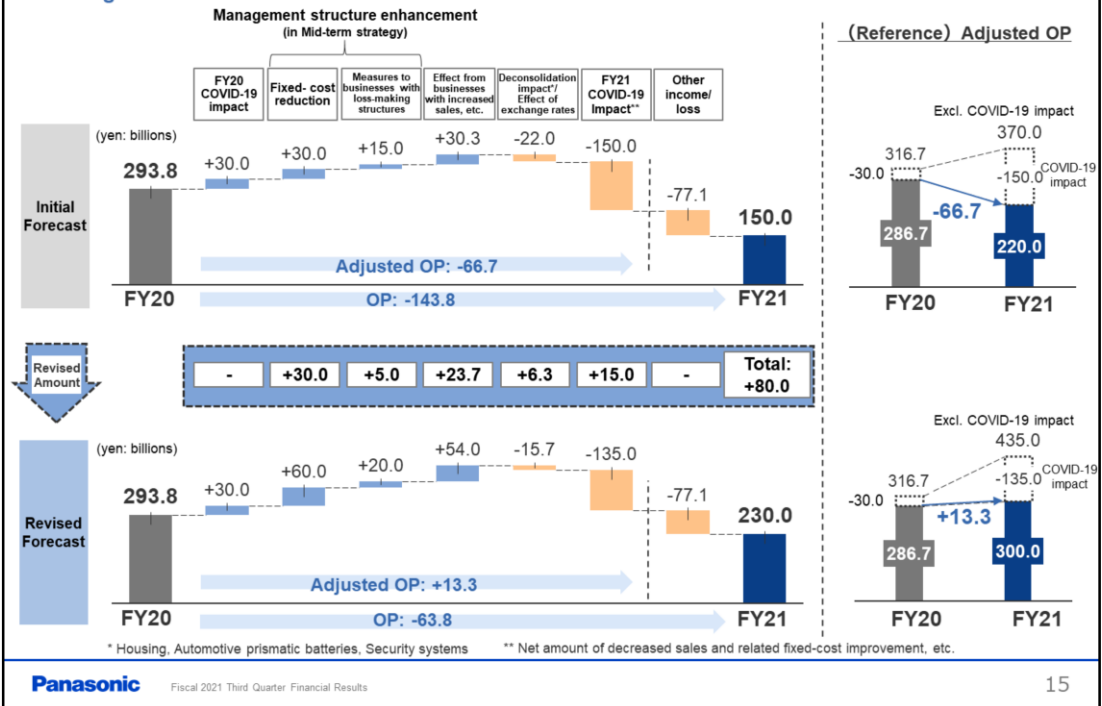 Management structure enhancement
(in Mid-term strategy)
FY20
COVID-19
impact
Fixed- cost
reduction
Measures to
businesses with
loss-making
structures
Effect from
businesses
with increased
sales, etc.
Deconsolidation
impact*/
Effect of
exchange rates
FY21
COVID-19
Impact**
Other
income/
loss
(Reference) Adjusted OP
Initial
Forecast
(yen: billions)
293.8
+30.0
+30.0
+15.0
+30.3
-22.0
-150.0
-77.1
150.0
Adjusted OP: -66.7
FY20
OP: -143.8
FY21
Excl. COVID-19 impact
370.0
316.7
-30.0
-150.0
COVID-19
impact
-66.7
286.7
220.0
FY20
FY21
Revised
Amount
-
+30.0
+5.0
+23.7
+6.3
+15.0
-
Total:
+80.0
Revised
Forecast
(yen: billions)
293.8
+30.0
+60.0
+20.0
+54.0
-15.7
-135.0
-77.1
230.0
Adjusted OP: +13.3
FY20
OP: -63.8
FY21
Excl. COVID-19 impact
435.0
316.7
-30.0
-135.0
COVID-19
impact
+13.3
286.7
300.0
FY20
FY21
* Housing, Automotive prismatic batteries, Security systems
** Net amount of decreased sales and related fixed-cost improvement, etc.
Panasonic
Fiscal 2021 Third Quarter Financial Results
15